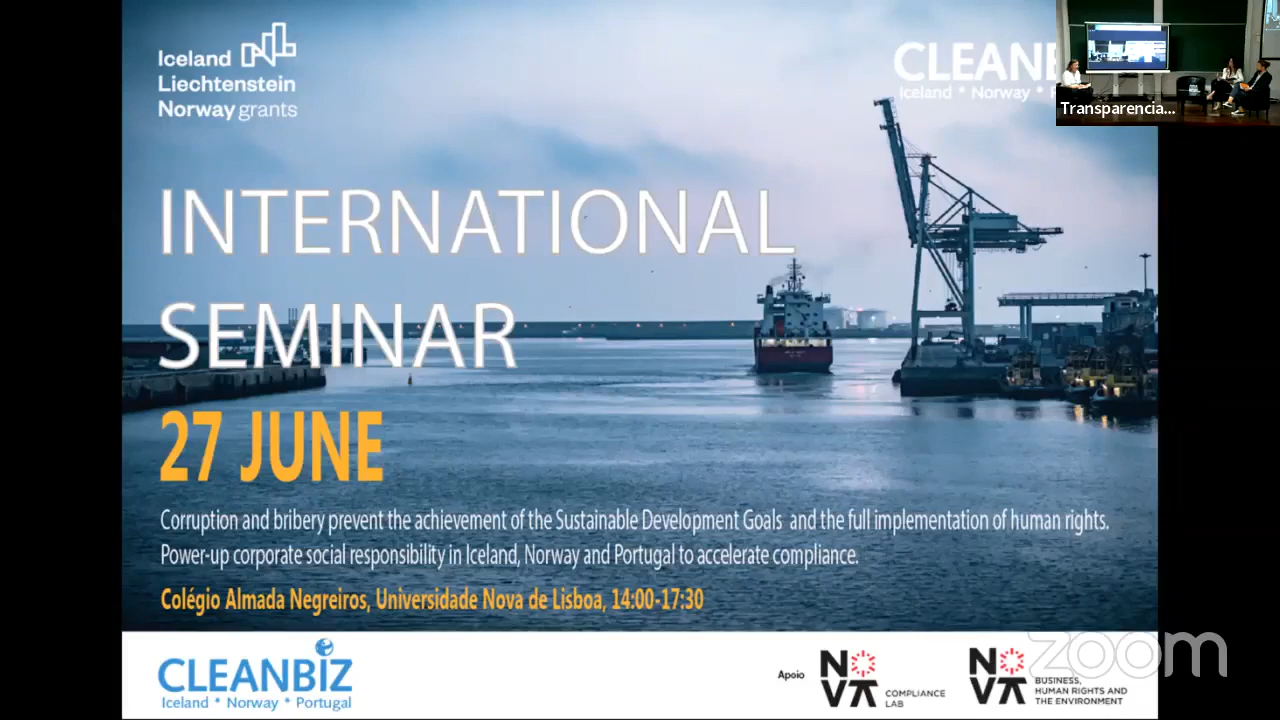 Iceland
Liechtenstein
Norway grants
CLEANB
Iceland * Norway * P
Transparencia...
INTERNATIONAL
SEMINAR
27 JUNE
Corruption and bribery prevent the achievement of the Sustainable Development Goals and the full implementation of human rights.
Power-up corporate social responsibility in Iceland, Norway and Portugal to accelerate compliance.
Colégio Almada Negreiros, Universidade Nova de Lisboa, 14:00-17:30
CLEANBIZ
Iceland * Norway * Portugal
Apoio
NOVA
COMPLIANCE
LAB
NOVA
BUSINESS,
HUMAN RIGHTS AND
THE ENVIRONMENT
zoom